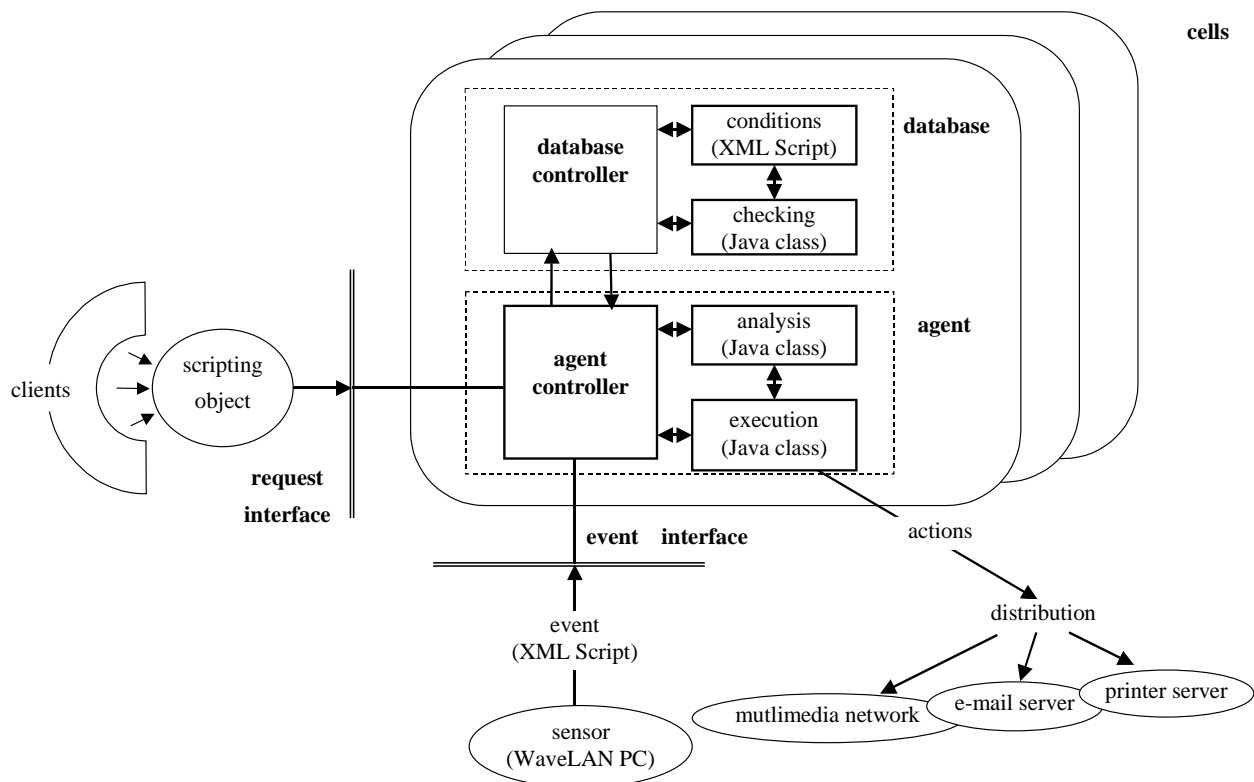 cells
database
controller
conditions
(XML Script)
database
checking
(Java class)
agent
controller
analysis
(Java class)
agent
execution
(Java class)
clients
scripting
object
request
interface
event interface
actions
event
(XML Script)
distribution
sensor
(WaveLAN PC)
mutlimedia network
e-mail server
printer server